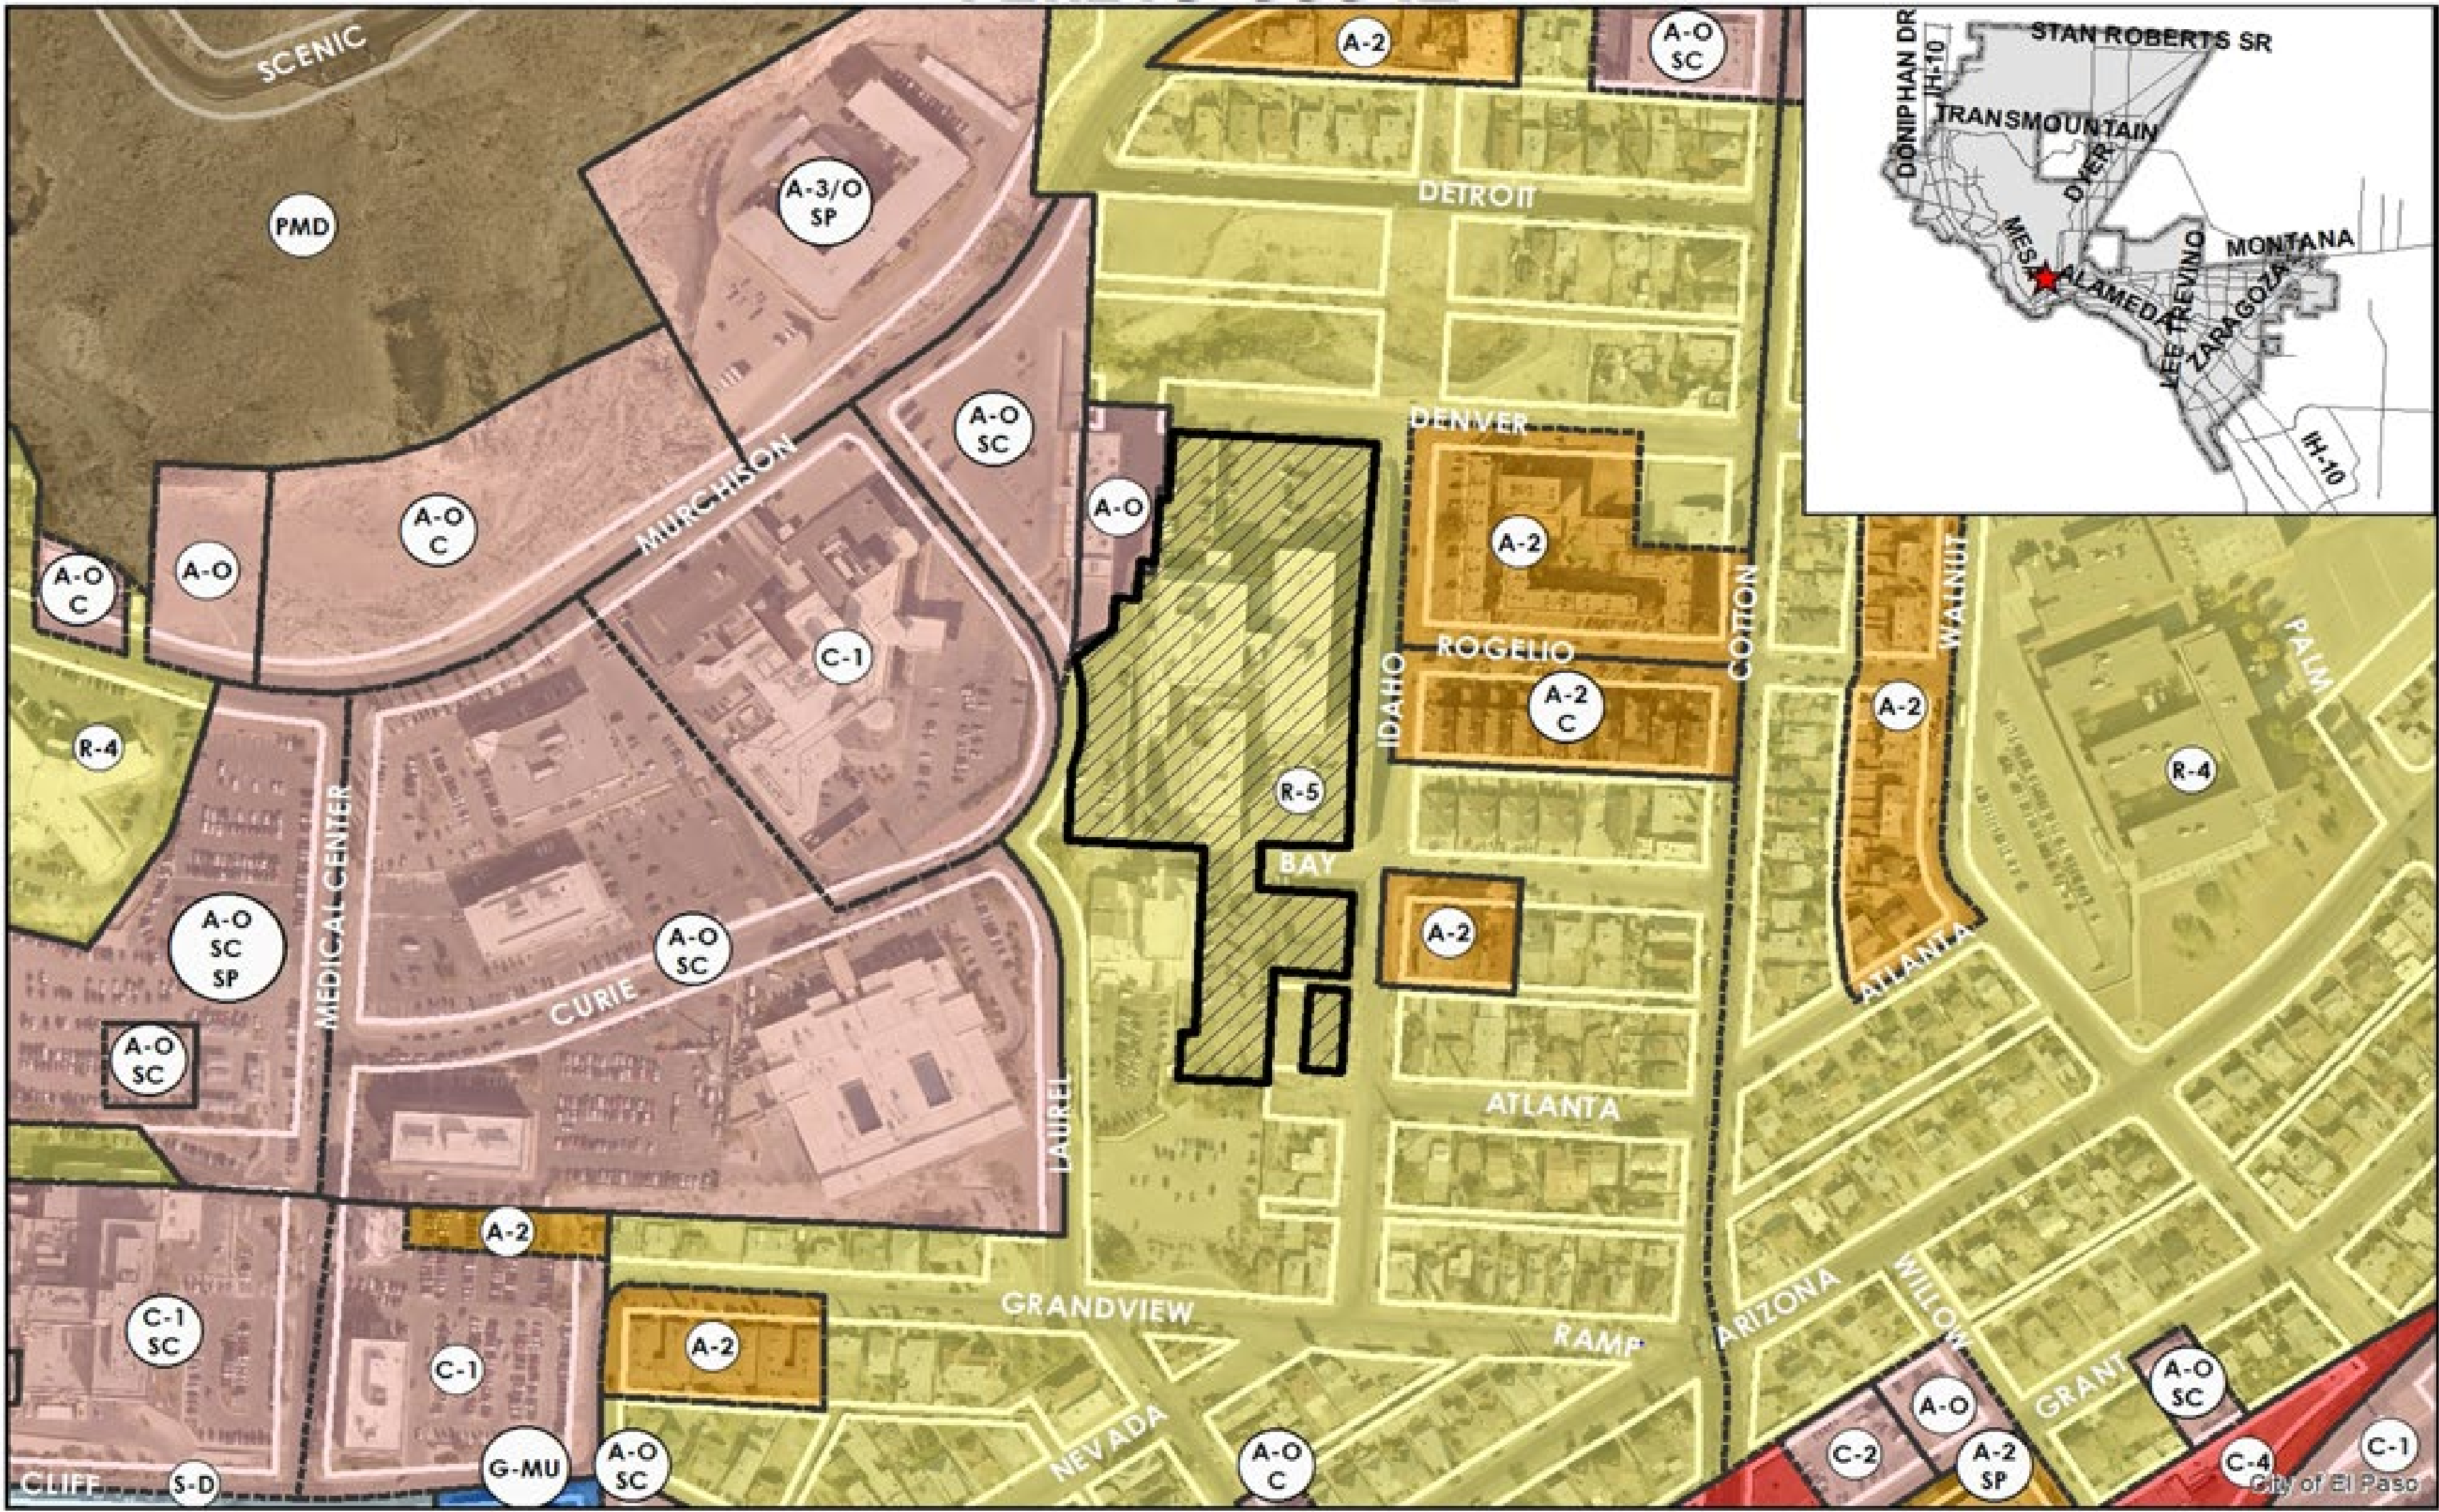 SCENIC
A-2
A-O
SC
STAN ROBERTS SR
DONIPHAN DR
IH-10
TRANSMOUNTAIN
DYER
MESA
MONTANA
ALAMEDA
LEE TREVINO
ZARAGOZA
IH-10
PMD
A-3/O
SP
DETROIT
A-O
SC
DENVER
MURCHISON
A-O
A-O
C
A-2
A-O
C
A-O
WALNUT
COTTON
PALM
C-1
IDAHO
ROGELIO
A-2
C
A-2
R-4
R-4
R-5
MEDICAL CENTER
BAY
A-2
A-O
SC
SP
A-O
SC
CURIE
ATLANTA
A-O
SC
LAUREL
ATLANTA
A-2
GRANDVIEW
RAMP
ARIZONA
WILLOW
C-1
SC
C-1
A-2
GRANT
A-O
SC
NEVADA
A-O
C-2
A-2
SP
C-4
C-1
CLIFF
S-D
G-MU
A-O
SC
A-O
C
City of El Paso